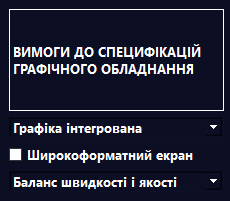 ВИМОГИ ДО СПЕЦИФІКАЦІЙ
ГРАФІЧНОГО ОБЛАДНАННЯ
Графіка інтегрована
Широкоформатний екран
Баланс швидкості і якості